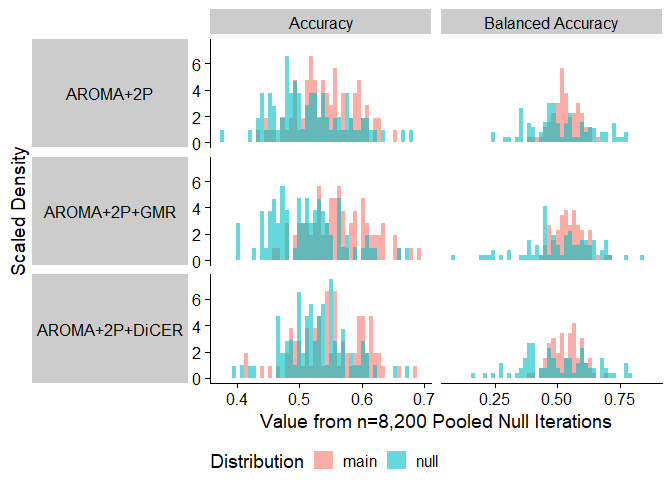 Accuracy
Balanced Accuracy
AROMA+2P
AROMA+2P+GMR
AROMA+2P+DiCER
Scaled Density
6
4
2
0
6
4
2
0
6
4
2
0
0.4
0.5
0.6
0.7
0.25
0.50
0.75
Value from n=8,200 Pooled Null Iterations
Distribution
main
null